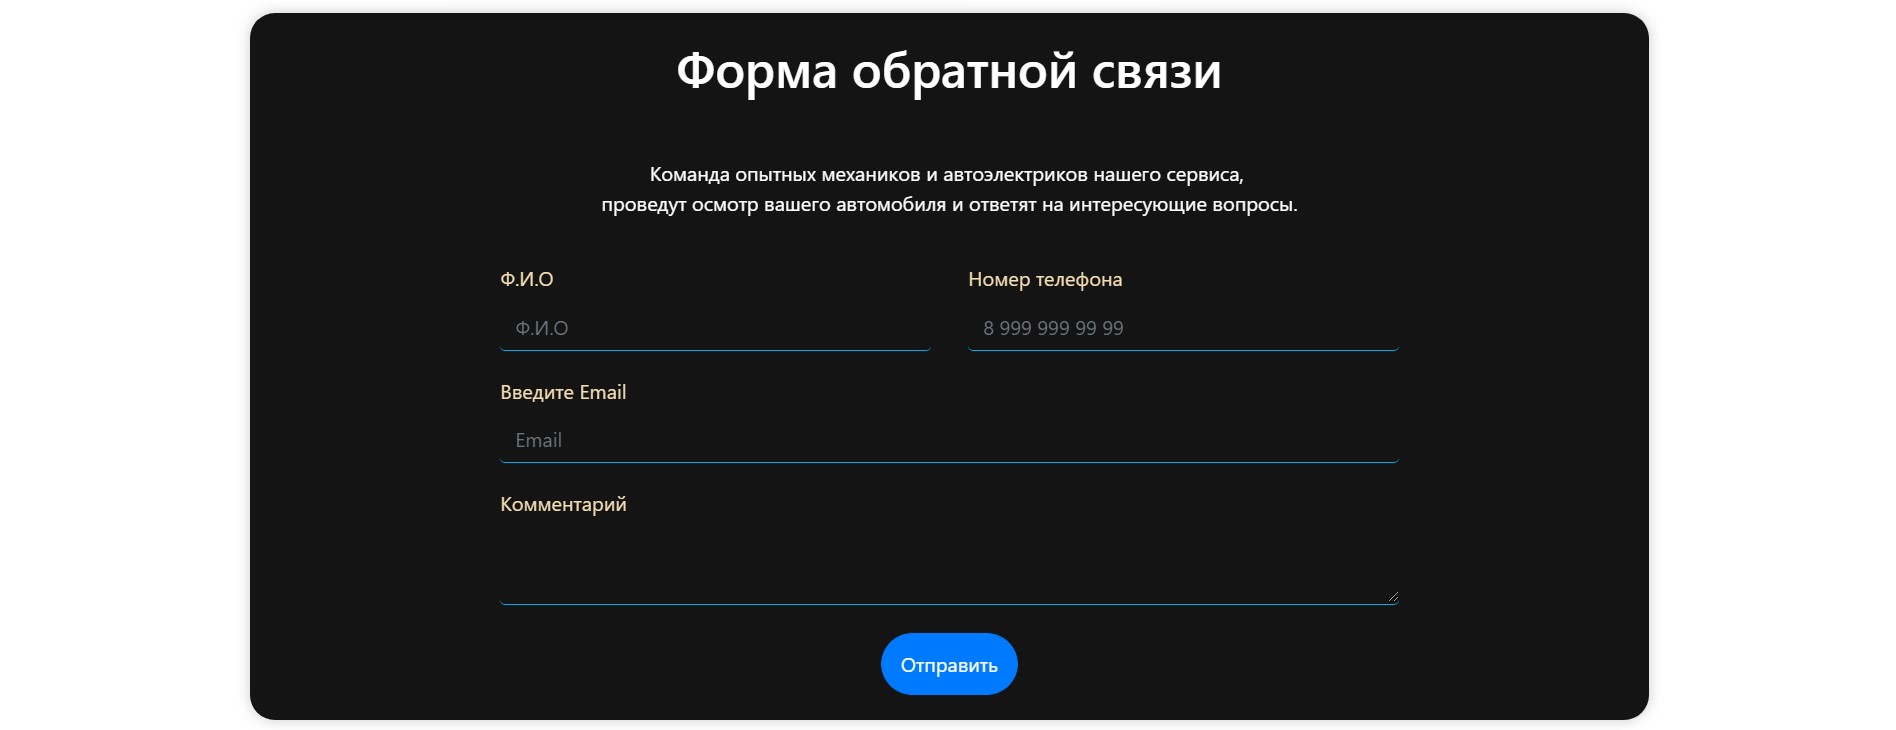 Форма обратной связи
Команда опытных механиков и автоэлектриков нашего сервиса,
проведут осмотр вашего автомобиля и ответят на интересующие вопросы.
Ф.И.О
Номер телефона
Ф.И.О
8 999 999 99 99
Введите Email
Email
Комментарий
Отправить